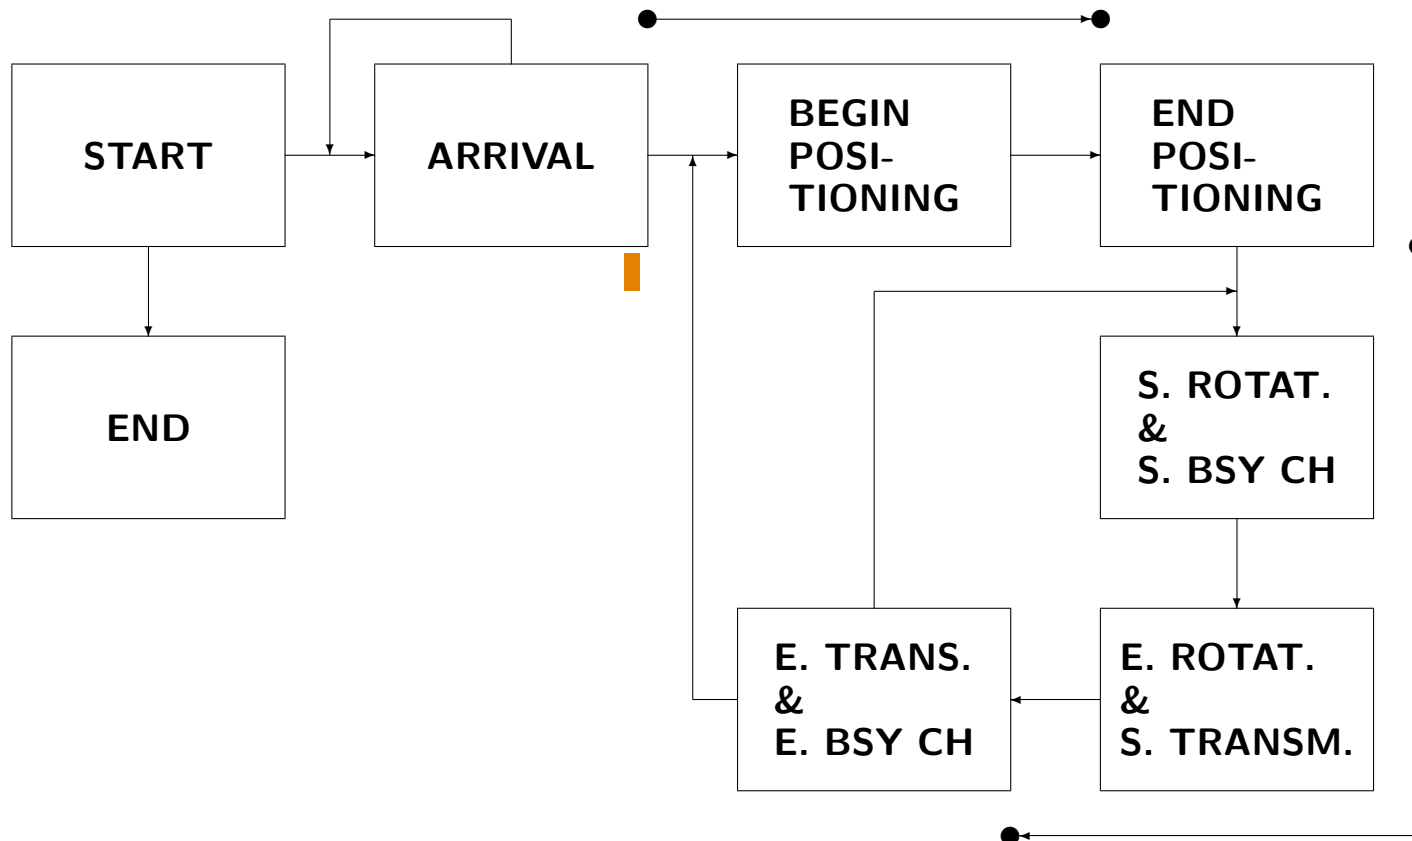 START
ARRIVAL
BEGIN
POSI-
TIONING
END
POSI-
TIONING
END
S. ROTAT.
&
S. BSY CH
E. TRANS.
&
E. BSY CH
E. ROTAT.
&
S. TRANSM.